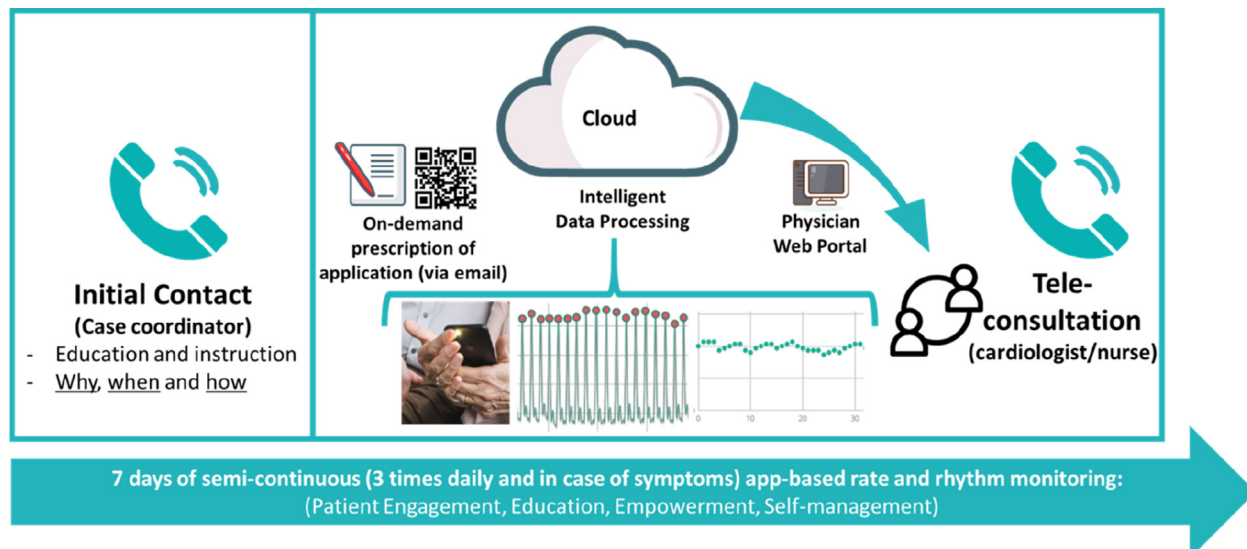 Initial Contact
(Case coordinator)
- Education and instruction
- Why, when and how
On-demand
prescription of
application (via email)
Cloud
Intelligent
Data Processing
Physician
Web Portal
0
10
20
30
Tele-
consultation
(cardiologist/nurse)
7 days of semi-continuous (3 times daily and in case of symptoms) app-based rate and rhythm monitoring:
(Patient Engagement, Education, Empowerment, Self-management)